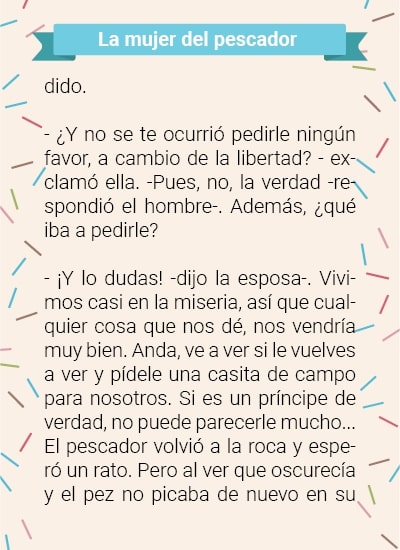 La mujer del pescador
dido.
- ¿Y no se te ocurrió pedirle ningún
favor, a cambio de la libertad? - ex-
clamó ella. -Pues, no, la verdad -re-
spondió el hombre-. Además, ¿qué
iba a pedirle?
- ¡Y lo dudas! -dijo la esposa-. Vivi-
mos casi en la miseria, así que cual-
quier cosa que nos dé, nos vendría
muy bien. Anda, ve a ver si le vuelves
a ver y pídele una casita de campo
para nosotros. Si es un príncipe de
verdad, no puede parecerle mucho...
El pescador volvió a la roca y espe-
ró un rato. Pero al ver que oscurecía
y el pez no picaba de nuevo en su